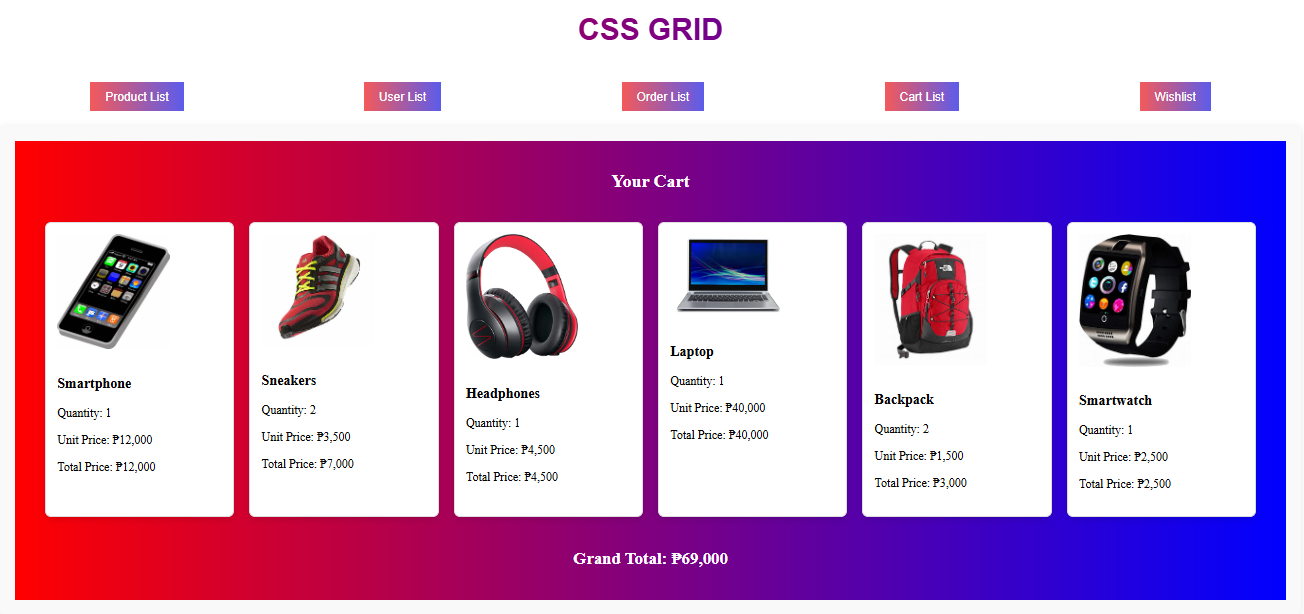 CSS GRID
Product List
User List
Order List
Cart List
Wishlist
Your Cart
Smartphone
Quantity: 1
Unit Price: ₱12,000
Total Price: ₱12,000
Sneakers
Quantity: 2
Unit Price: ₱3,500
Total Price: ₱7,000
Headphones
Quantity: 1
Unit Price: ₱4,500
Total Price: ₱4,500
Laptop
Quantity: 1
Unit Price: ₱40,000
Total Price: ₱40,000
Backpack
Quantity: 2
Unit Price: ₱1,500
Total Price: ₱3,000
Smartwatch
Quantity: 1
Unit Price: ₱2,500
Total Price: ₱2,500
Grand Total: ₱69,000